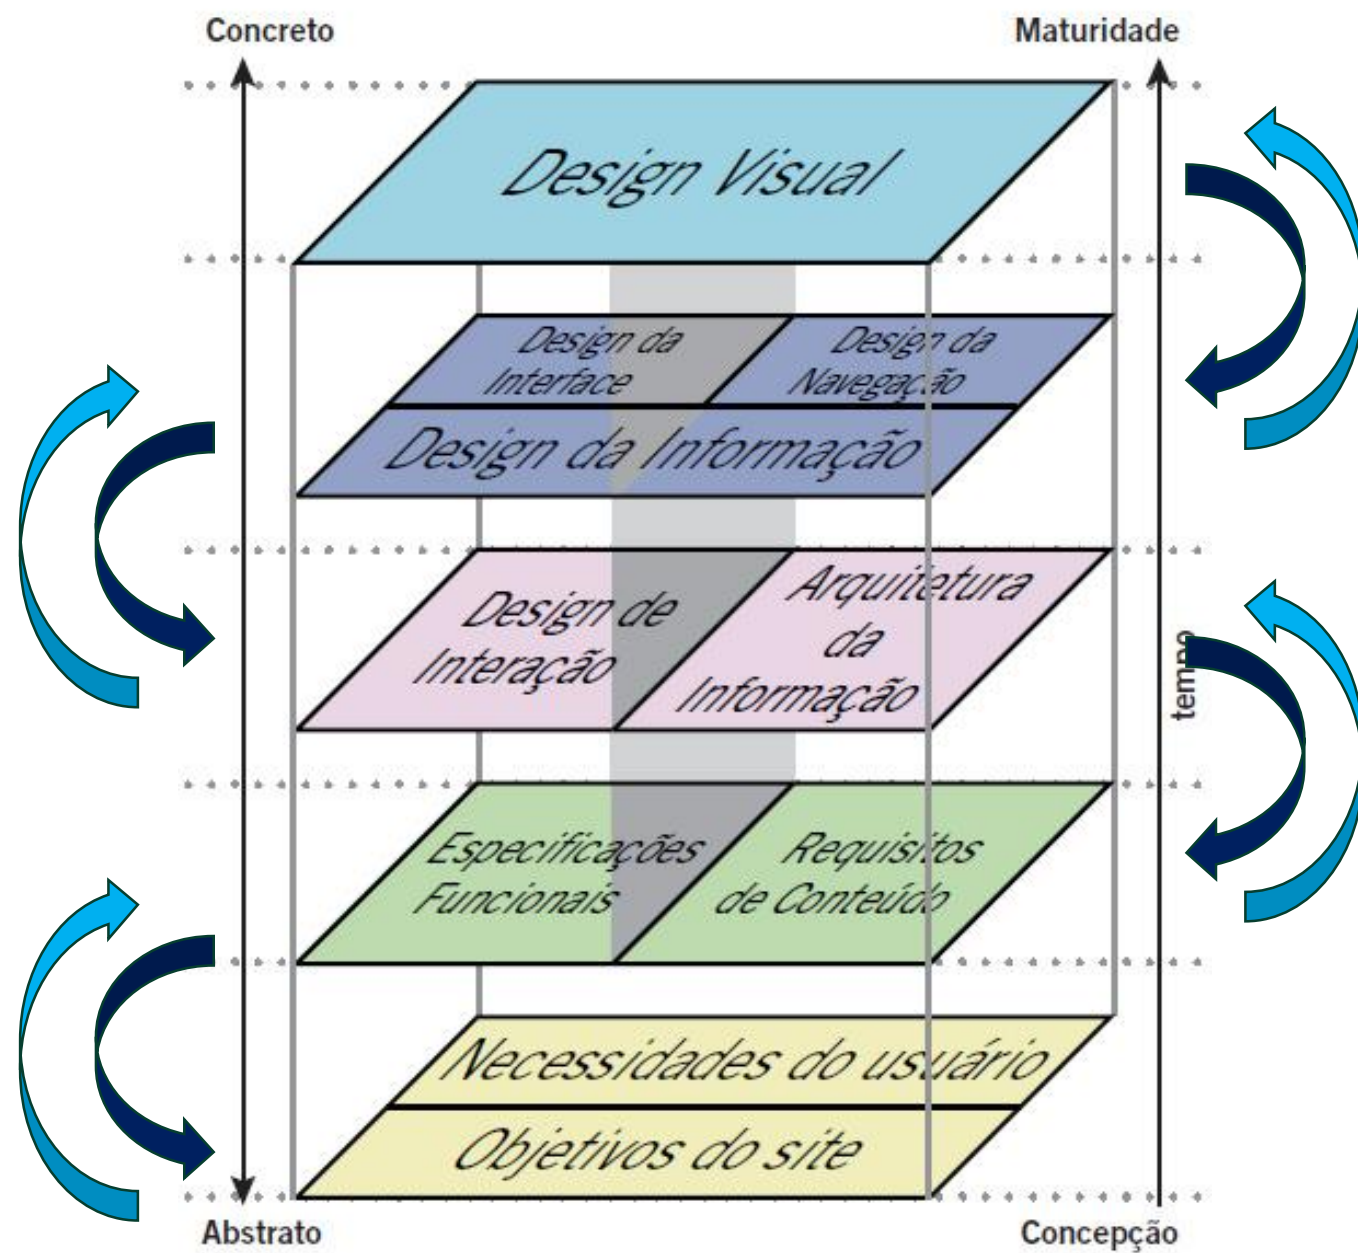 Concreto
Maturidade
Design Visual
Design da
Interface
Design da
Navegação
Design da Informação
Design de
Interação
Arquitetura
da
Informação
tempo
Especificações
Funcionais
Requisitos
de Conteúdo
Necessidades do usuário
Objetivos do site
Abstrato
Concepção